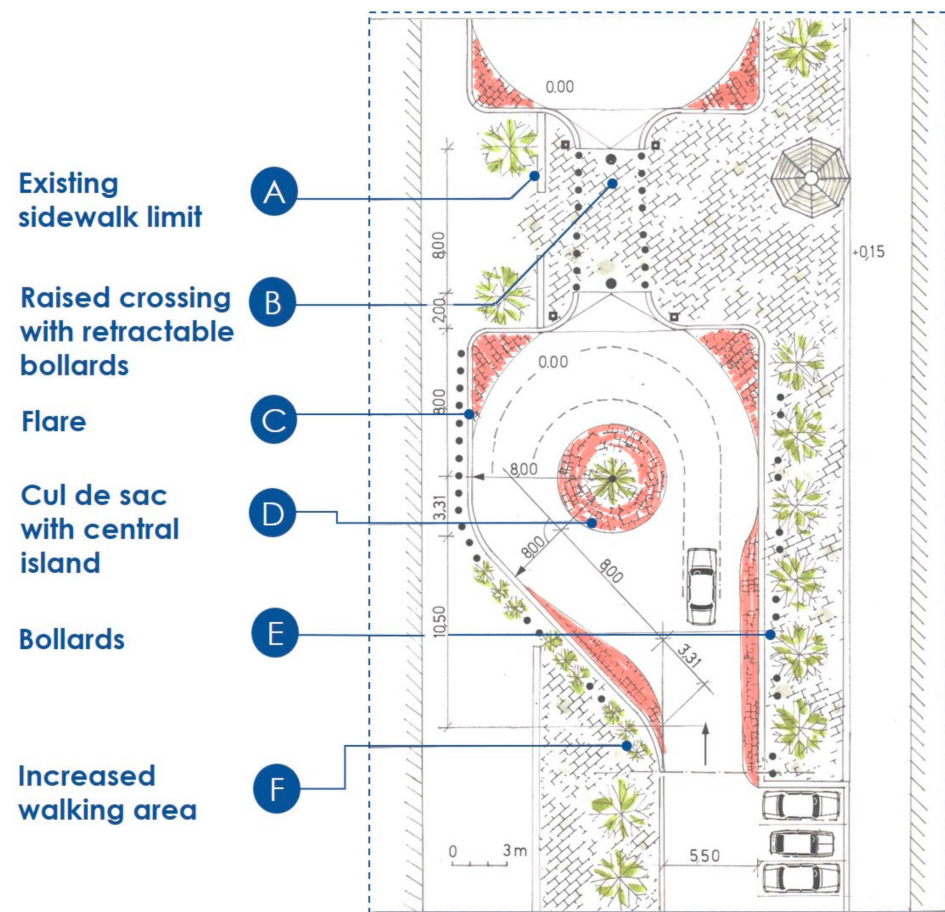 Existing
sidewalk limit
A
Raised crossing
with retractable
bollards
B
Flare
C
Cul de sac
with central
island
D
Bollards
E
Increased
walking area
F
0.00
8,00
+0,15
2,00
0.00
8,00
8,00
3,31
8,00
8,00
10,50
3,31
0 3m
5,50